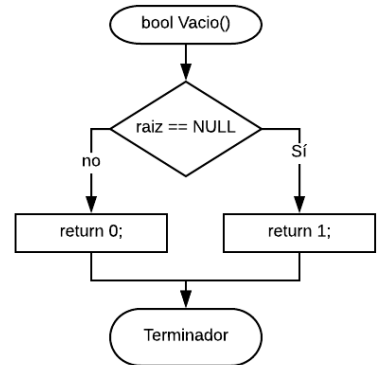 bool Vacio()
raiz == NULL
no
Sí
return 0;
return 1;
Terminador